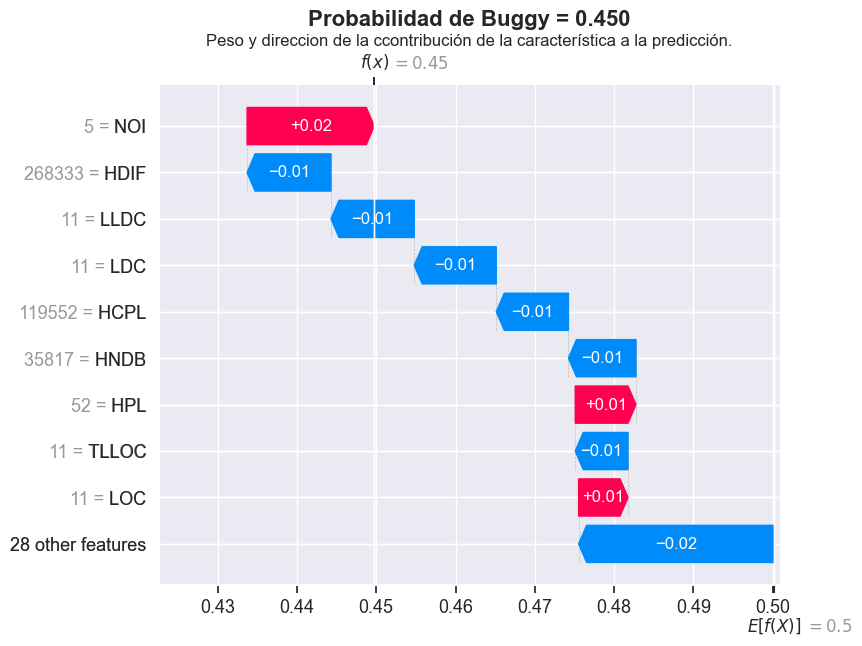 Probabilidad de Buggy = 0.450
Peso y direccion de la ccontribución de la característica a la predicción.
f(x) = 0.45
5 = NOI +0.02
268333 = HDIF −0.01
11 = LLDC −0.01
11 = LDC −0.01
119552 = HCPL −0.01
35817 = HNDB −0.01
52 = HPL +0.01
11 = TLLOC −0.01
11 = LOC +0.01
28 other features −0.02
0.43 0.44 0.45 0.46 0.47 0.48 0.49 0.50
E[f(X)] = 0.5